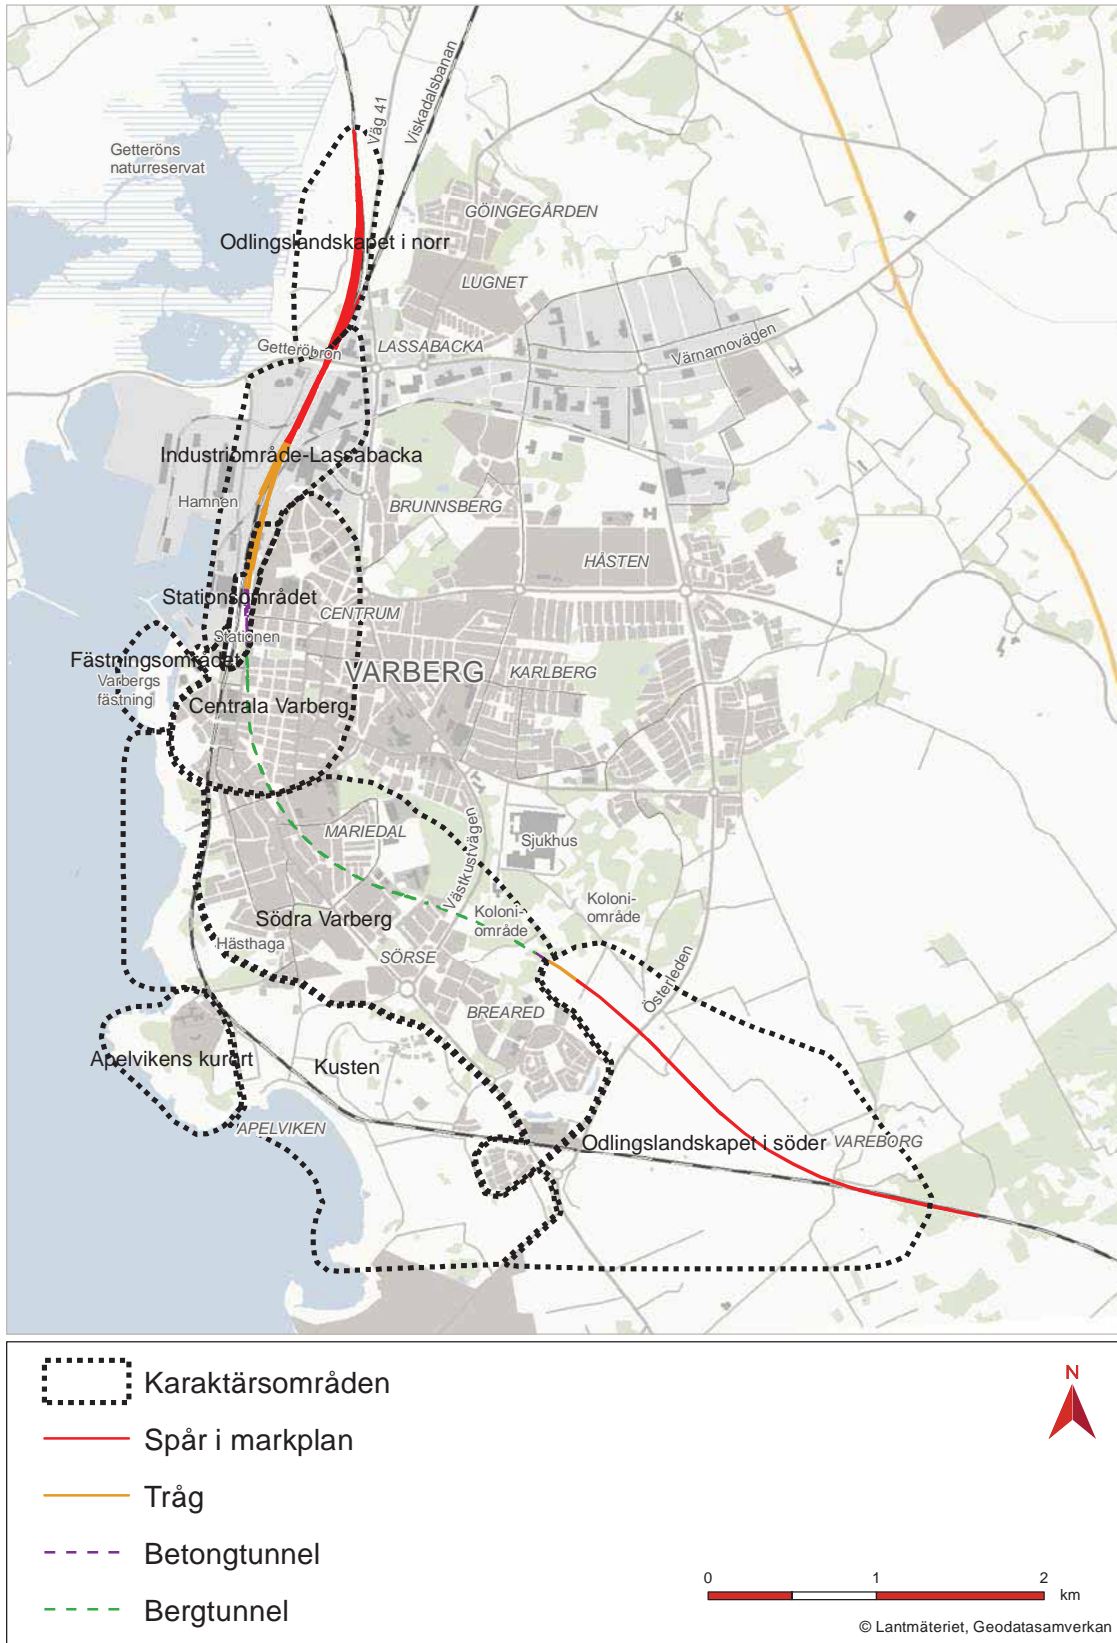 Väg 41
Viskadalsbanan
Getteröns
naturreservat
GÖINGEGÅRDEN
Odlingslandskapet i norr
LUGNET
Getteröbron
LASSABACKA
Värnamovägen
Industriområde-Lassabacka
Hamnen
BRUNNSBERG
HÅSTEN
Stationsområdet
CENTRUM
Stationen
Fästningsområdet
VARBERG
KARLBERG
Varbergs
fästning
Centrala Varberg
MARIEDAL
Västkustvägen
Sjukhus
Koloni-
område
Koloni-
område
Södra Varberg
Hästhaga
SÖRSE
Österleden
BREARED
Apelvikens kurort
Kusten
APELVIKEN
Odlingslandskapet i söder
VAREBORG
Karaktärsområden
Spår i markplan
Tråg
Betongtunnel
Bergtunnel
N
0 1 2
km
© Lantmäteriet, Geodatasamverkan